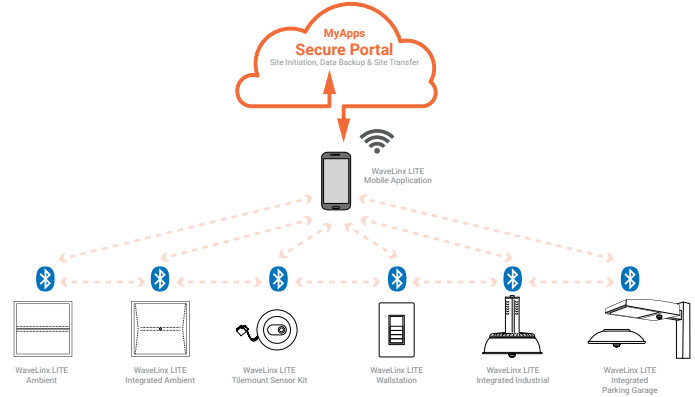 MyApps
Secure Portal
Site Initiation, Data Backup & Site Transfer
WaveLinx LITE
Mobile Application
WaveLinx LITE
Ambient
WaveLinx LITE
Integrated Ambient
WaveLinx LITE
Tilemount Sensor Kit
WaveLinx LITE
Wallstation
WaveLinx LITE
Integrated Industrial
WaveLinx LITE
Integrated
Parking Garage